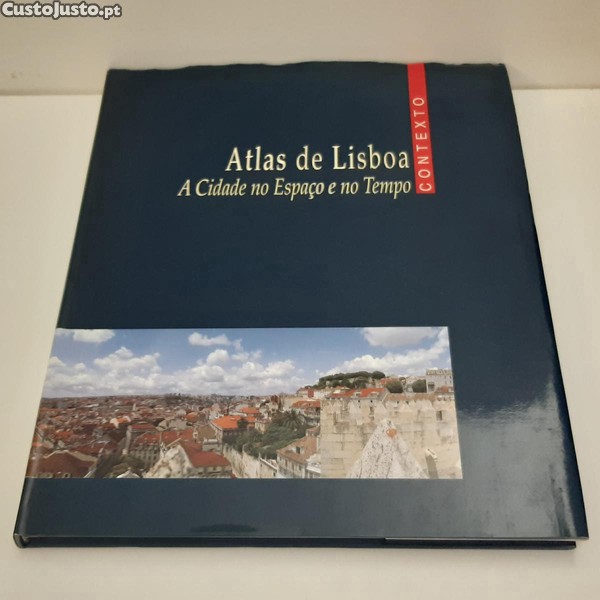 CustoJusto.pt
CONTEXTO
Atlas de Lisboa
A Cidade no Espaço e no Tempo